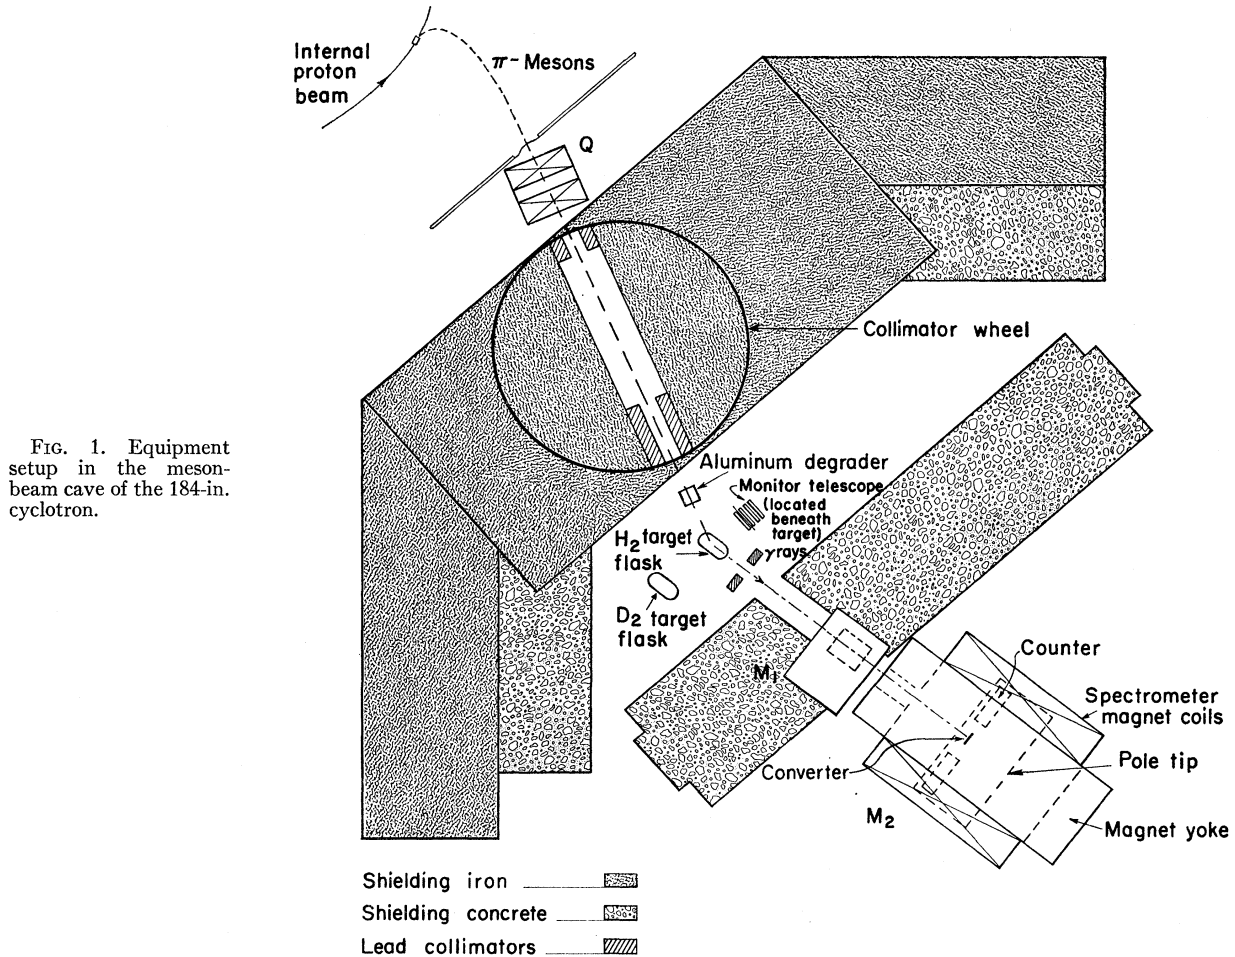 Internal
proton
beam
π- Mesons
Q
Collimator wheel
FIG. 1. Equipment
setup in the meson-
beam cave of the 184-in.
cyclotron.
Aluminum degrader
Monitor telescope
(located
beneath
target)
H2 target
flask
γ rays
D2 target
flask
M1
Counter
Spectrometer
magnet coils
Converter
Pole tip
M2
Magnet yoke
Shielding iron
Shielding concrete
Lead collimators